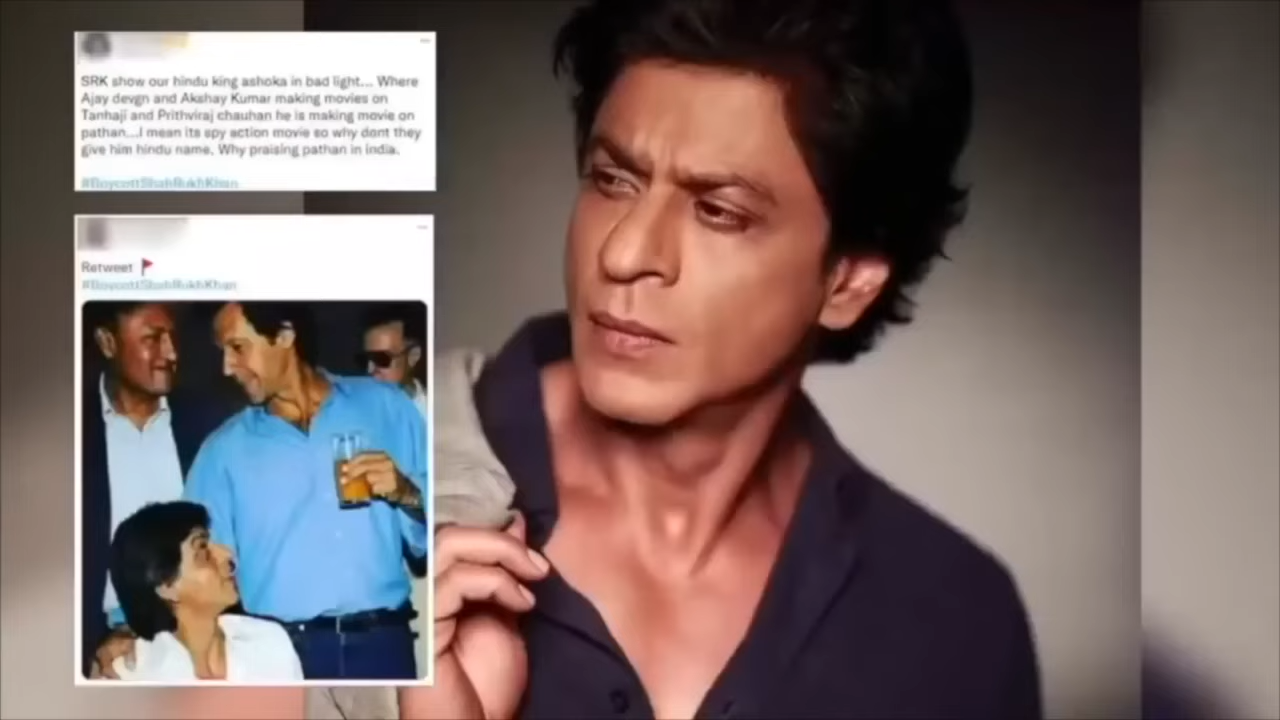 SRK show our hindu king ashoka in bad light... Where
Ajay devgn and Akshay Kumar making movies on
Tanhaji and Prithviraj chauhan he is making movie on
pathan...I mean its spy action movie so why dont they
give him hindu name. Why praising pathan in india.
#BoycottShahRukhKhan
Retweet
#BoycottShahRukhKhan